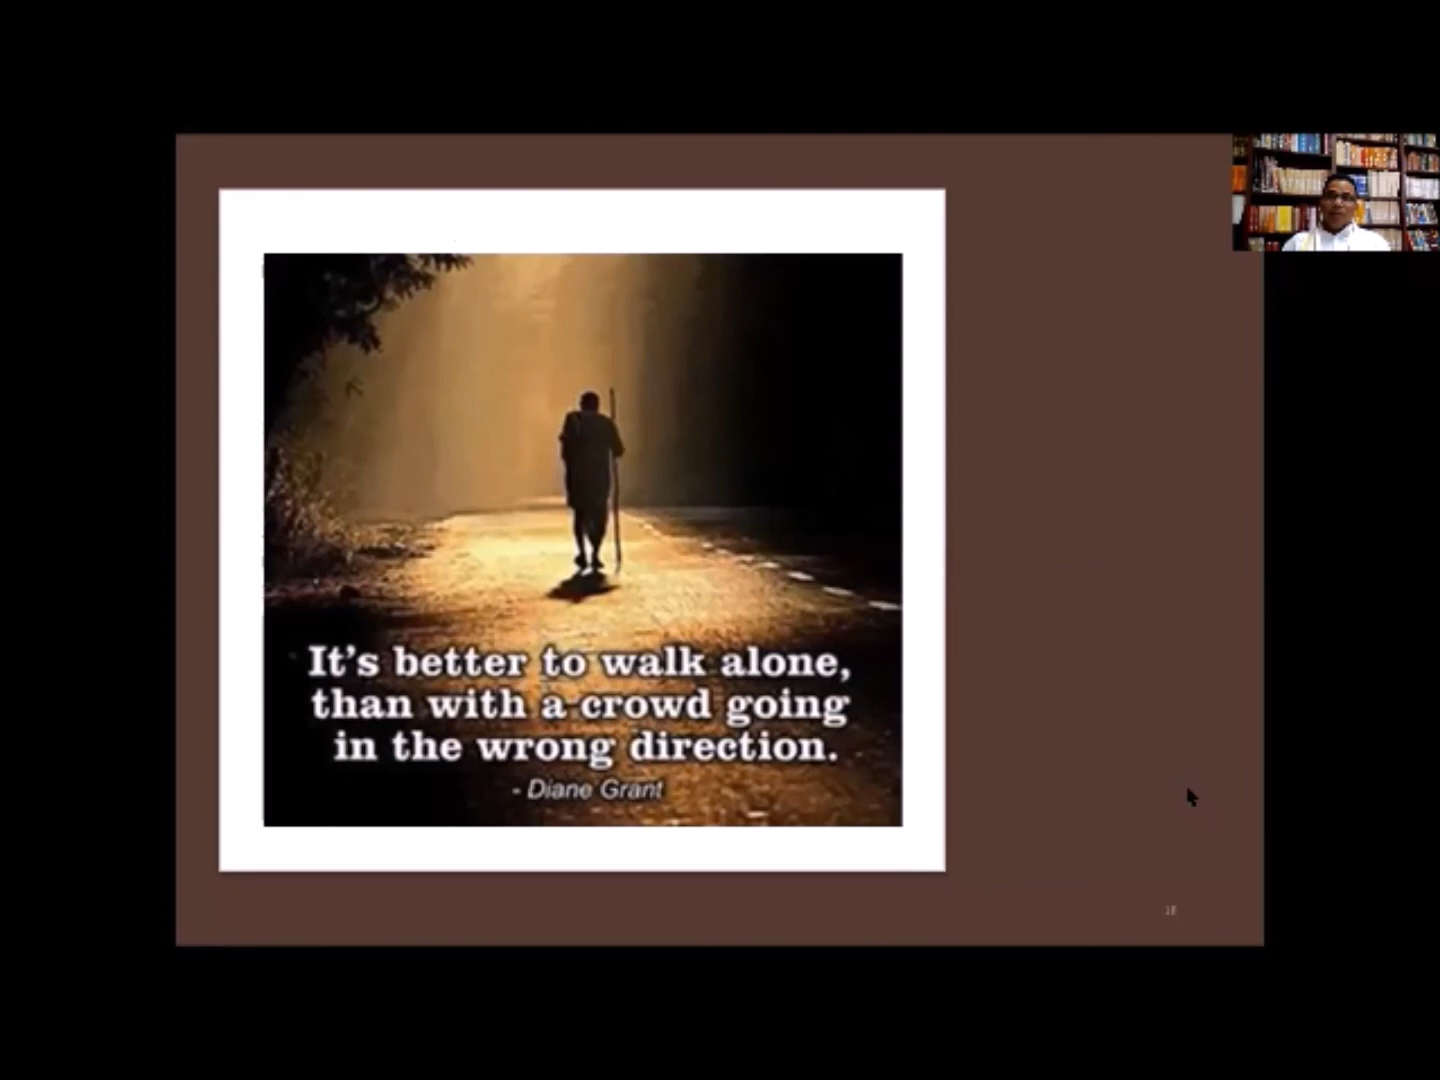 It's better to walk alone,
than with a crowd going
in the wrong direction.
- Diane Grant